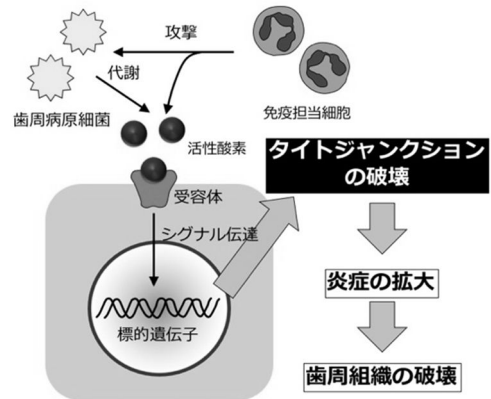 攻撃
代謝
歯周病原細菌
免疫担当細胞
活性酸素
タイトジャンクション
の破壊
受容体
シグナル伝達
炎症の拡大
標的遺伝子
歯周組織の破壊